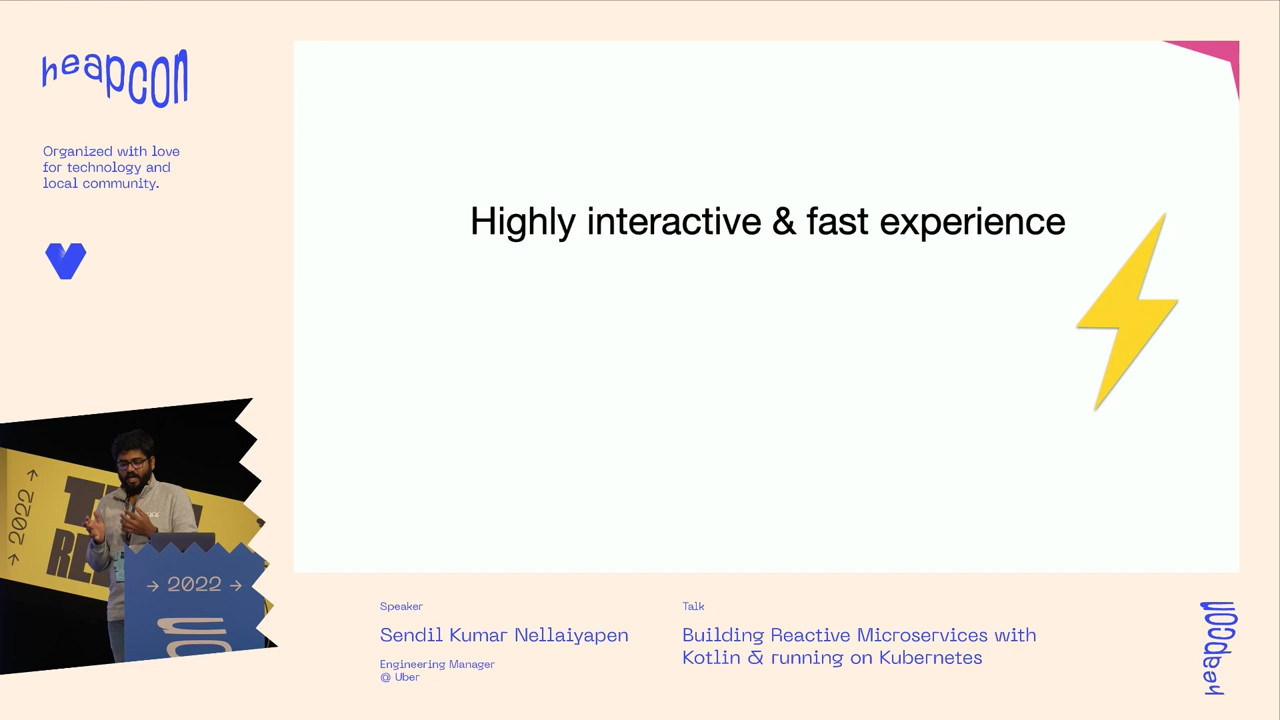 heapcon
Organized with love
for technology and
local community.
Highly interactive & fast experience
→ 2022 →
→ 2022 →
Speaker
Sendil Kumar Nellaiyapen
Engineering Manager
@ Uber
Talk
Building Reactive Microservices with
Kotlin & running on Kubernetes
heapcon